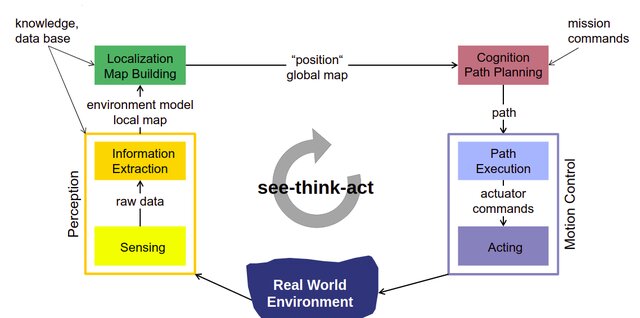 knowledge,
data base
Localization
Map Building
"position"
global map
Cognition
Path Planning
mission
commands
environment model
local map
path
Perception
Information
Extraction
raw data
Sensing
see-think-act
Path
Execution
actuator
commands
Acting
Motion Control
Real World
Environment